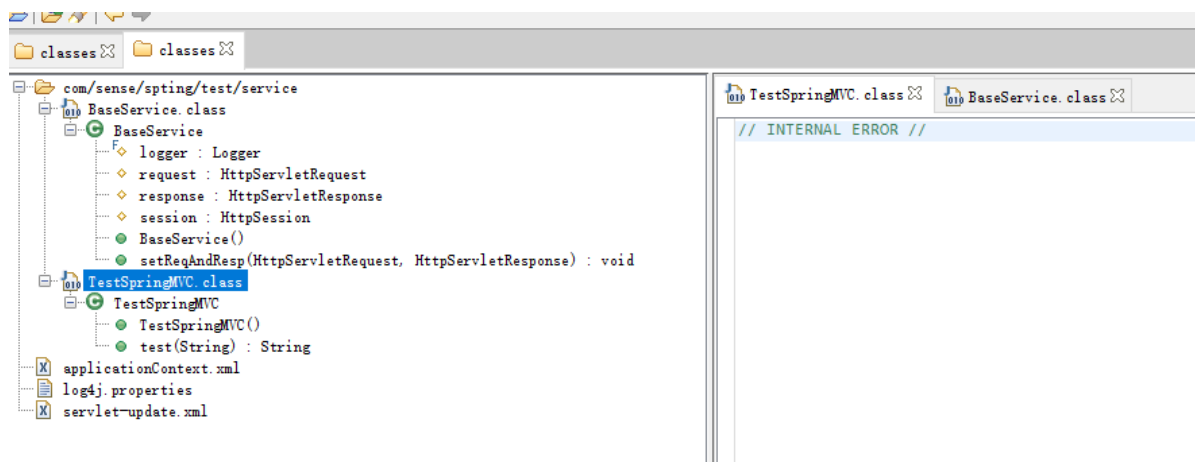 classes
classes
com/sense/spting/test/service
BaseService.class
BaseService
logger : Logger
request : HttpServletRequest
response : HttpServletResponse
session : HttpSession
BaseService()
setReqAndResp(HttpServletRequest, HttpServletResponse) : void
TestSpringMVC.class
TestSpringMVC
TestSpringMVC()
test(String) : String
applicationContext.xml
log4j.properties
servlet-update.xml
TestSpringMVC.class
BaseService.class
// INTERNAL ERROR //